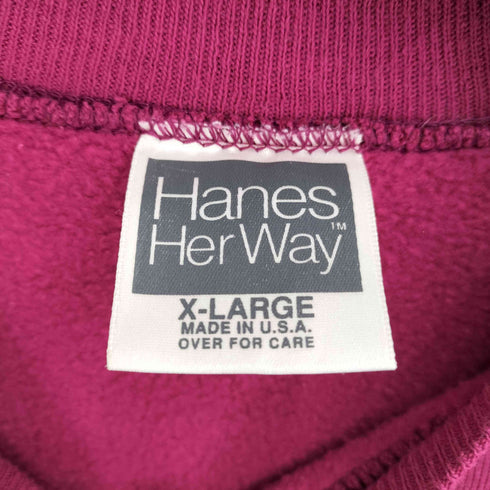 Hanes
Her Way™
X-LARGE
MADE IN U.S.A.
OVER FOR CARE